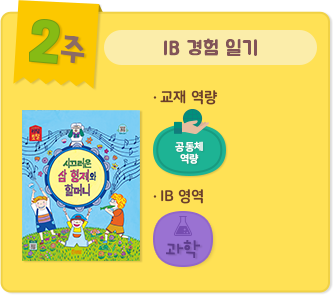 2주
IB 경험 일기
· 교재 역량
공동체
역량
시끄러운
삼 형제와
할머니
· IB 영역
과학